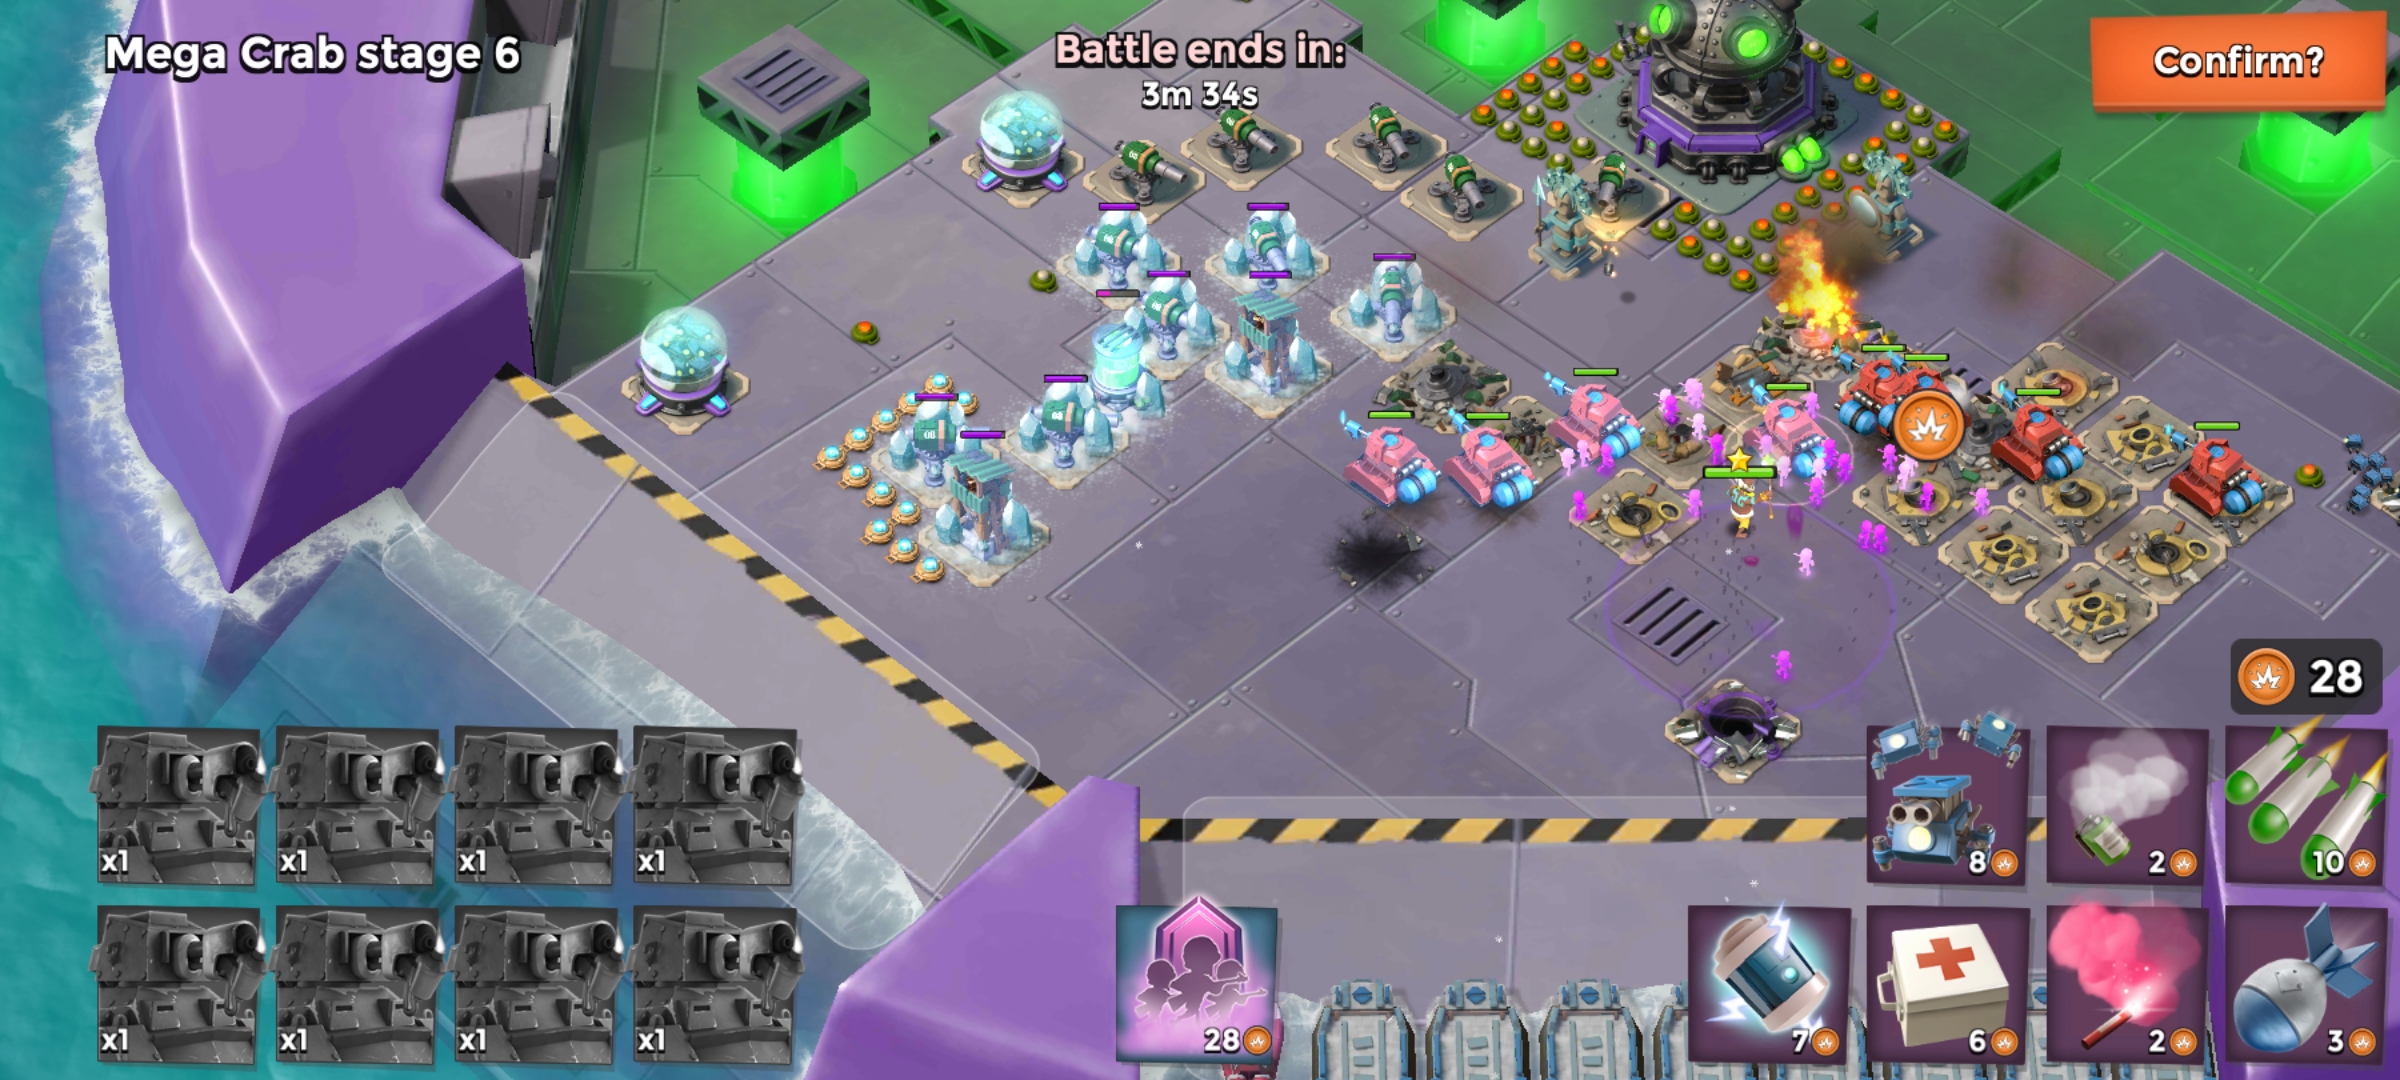 Mega Crab stage 6
Battle ends in:
3m 34s
Confirm?
28
x1
x1
x1
x1
8
2
10
x1
x1
x1
x1
28
7
6
2
3